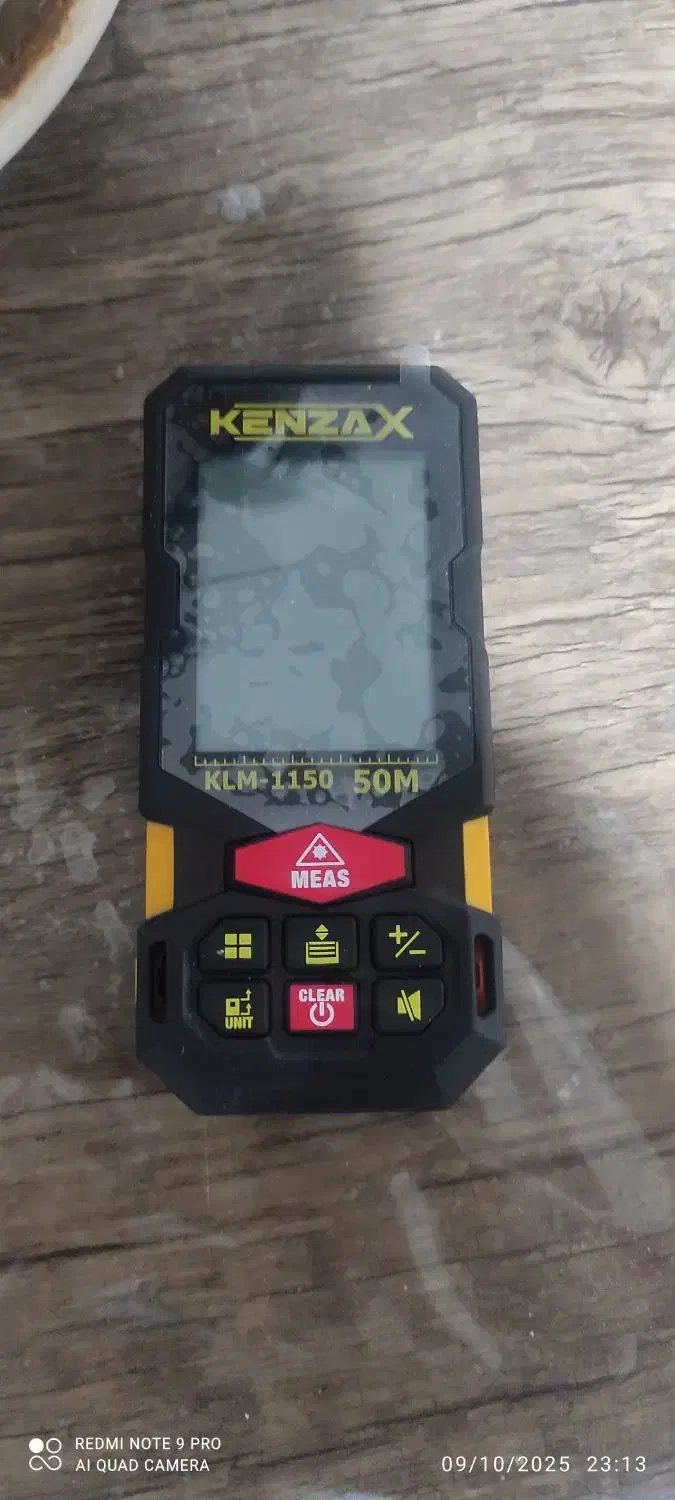 KENZAX
KLM-1150 50M
MEAS
+/-
UNIT
CLEAR
REDMI NOTE 9 PRO
AI QUAD CAMERA
09/10/2025 23:13